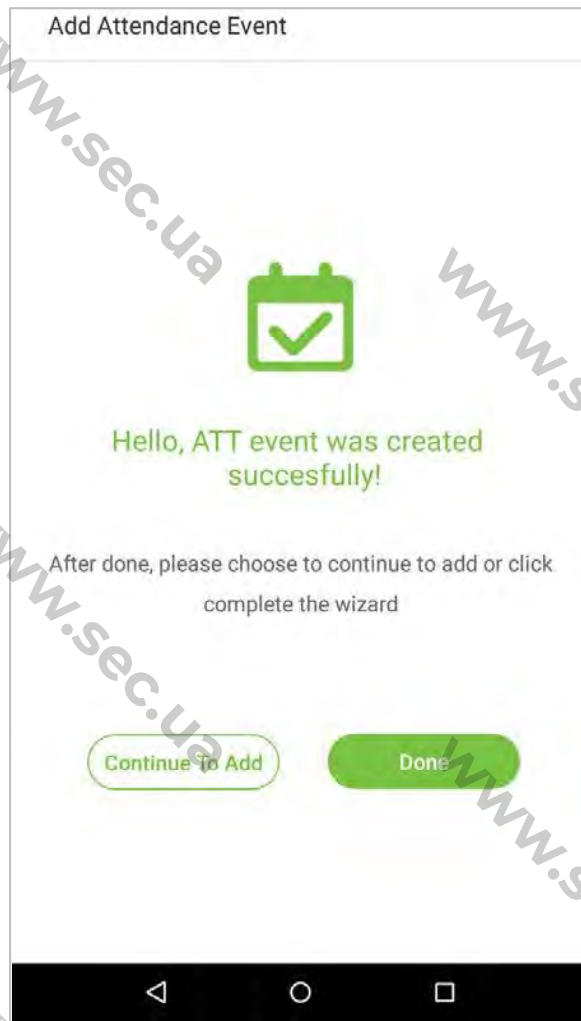 Add Attendance Event
www.sec.ua
Hello, ATT event was created
succesfully!
After done, please choose to continue to add or click
complete the wizard
www.sec.ua
Continue To Add
Done